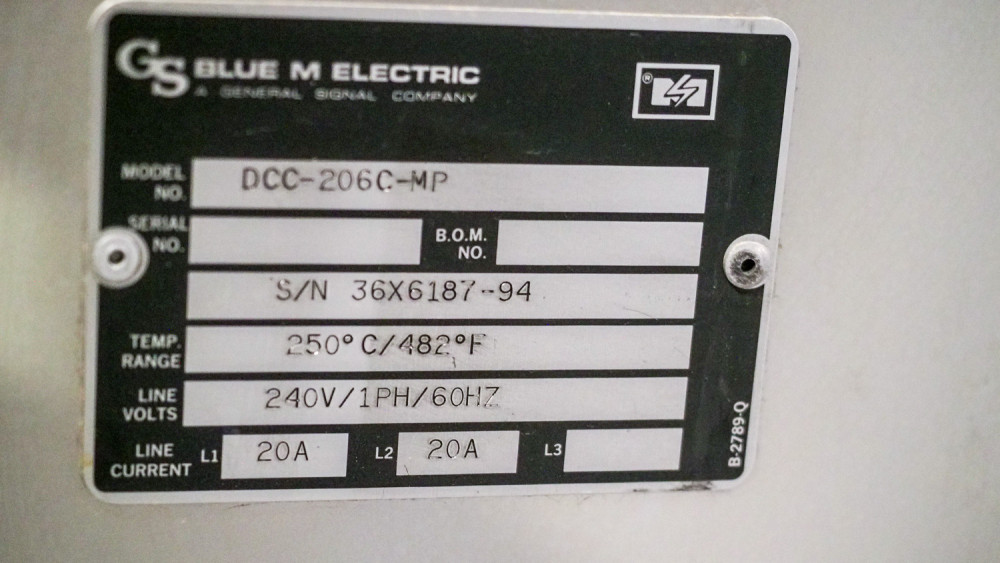 GS BLUE M ELECTRIC
A GENERAL SIGNAL COMPANY
®
MODEL NO. DCC-206C-MP
SERIAL NO.
B.O.M. NO.
S/N 36X6187-94
TEMP. RANGE 250°C/482°F
LINE VOLTS 240V/1PH/60HZ
LINE CURRENT L1 20A L2 20A L3
B-2789-Q